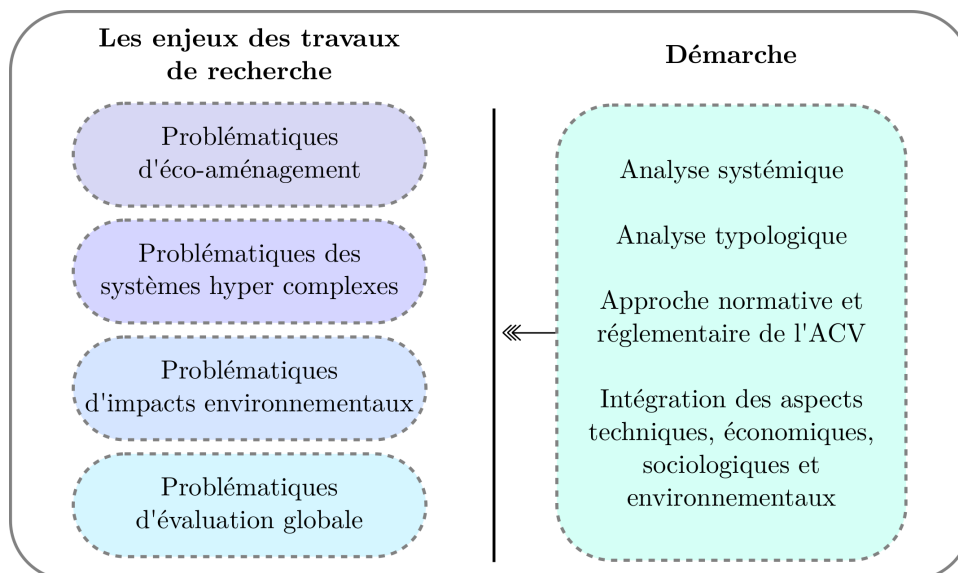 Les enjeux des travaux
de recherche
Problématiques
d'éco-aménagement
Problématiques des
systèmes hyper complexes
Problématiques
d'impacts environnementaux
Problématiques
d'évaluation globale
Démarche
Analyse systémique
Analyse typologique
Approche normative et
réglementaire de l'ACV
Intégration des aspects
techniques, économiques,
sociologiques et
environnementaux